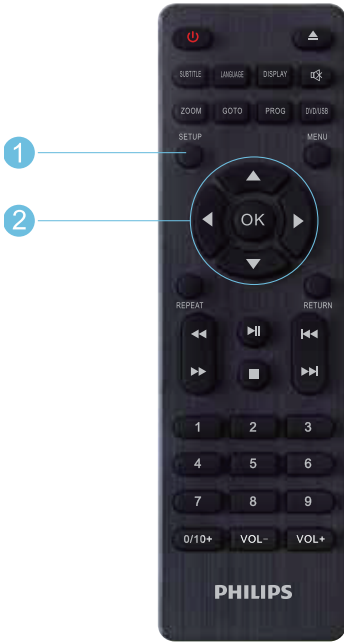 SUBTITLE LANGUAGE DISPLAY
ZOOM GOTO PROG DVD/USB
SETUP MENU
1
2
OK
REPEAT RETURN
1 2 3
4 5 6
7 8 9
0/10+ VOL- VOL+
PHILIPS